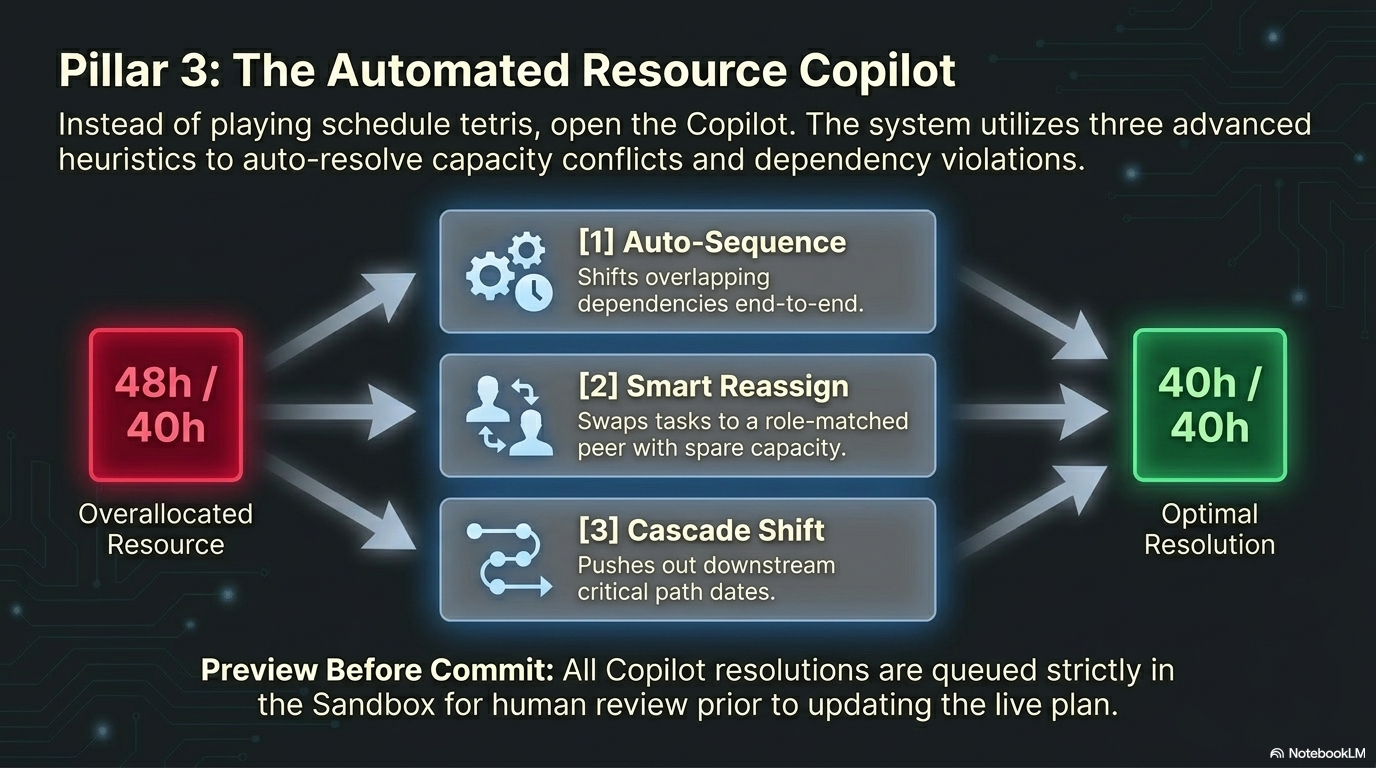 Pillar 3: The Automated Resource Copilot
Instead of playing schedule tetris, open the Copilot. The system utilizes three advanced
heuristics to auto-resolve capacity conflicts and dependency violations.
48h /
40h
Overallocated
Resource
[1] Auto-Sequence
Shifts overlapping
dependencies end-to-end.
[2] Smart Reassign
Swaps tasks to a role-matched
peer with spare capacity.
[3] Cascade Shift
Pushes out downstream
critical path dates.
40h /
40h
Optimal
Resolution
Preview Before Commit: All Copilot resolutions are queued strictly in
the Sandbox for human review prior to updating the live plan.
NotebookLM